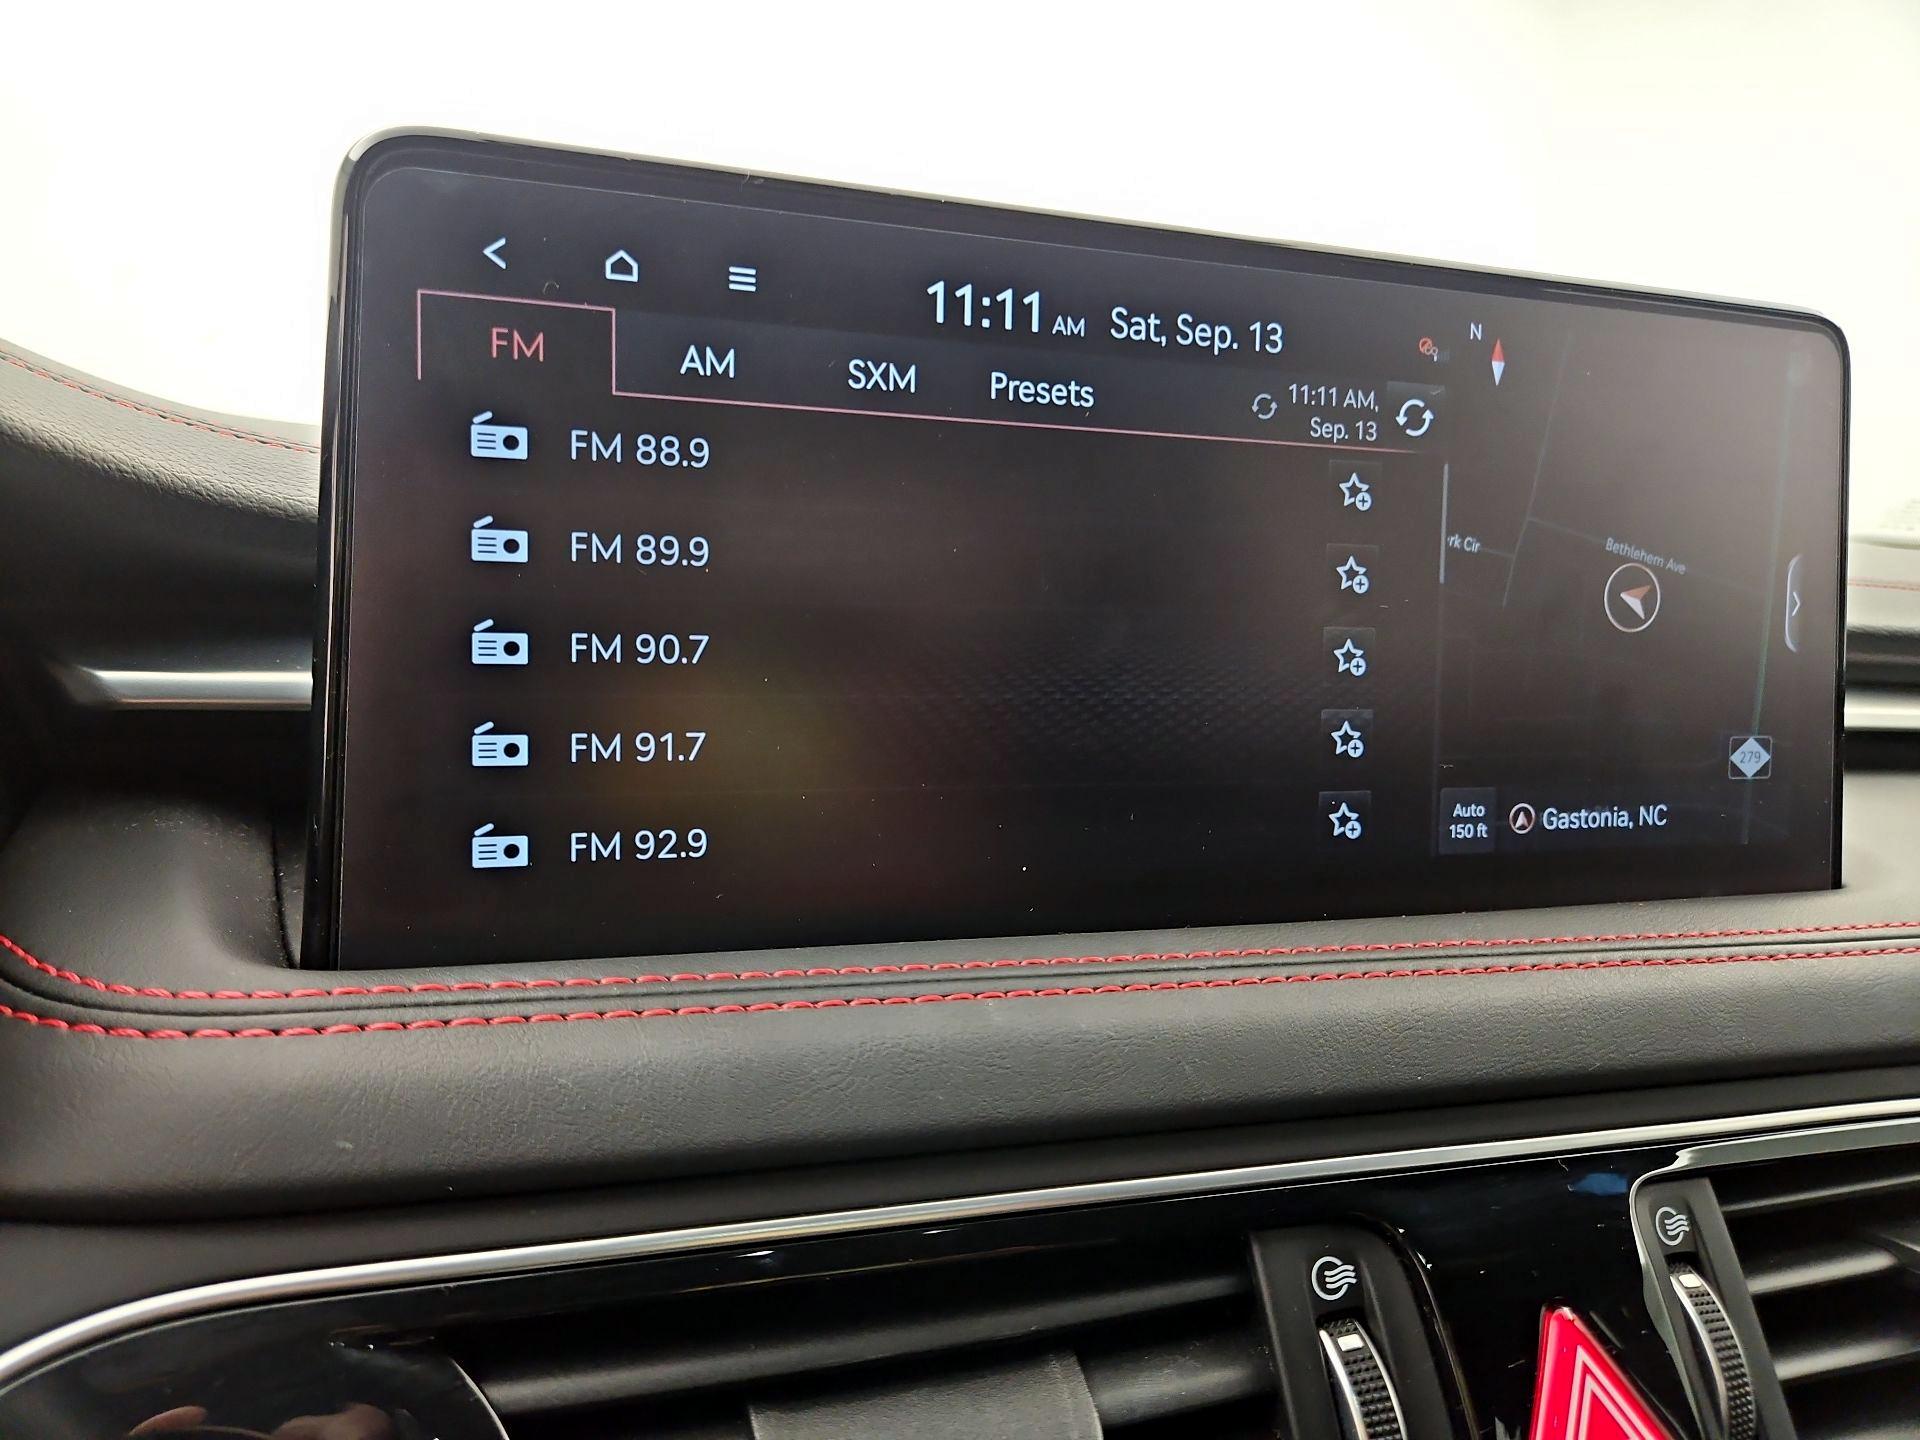 11:11 AM Sat, Sep. 13
N
FM AM SXM Presets
11:11 AM,
Sep. 13
FM 88.9
FM 89.9
FM 90.7
FM 91.7
FM 92.9
rk Cir
Bethlehem Ave
279
Auto
150 ft
Gastonia, NC